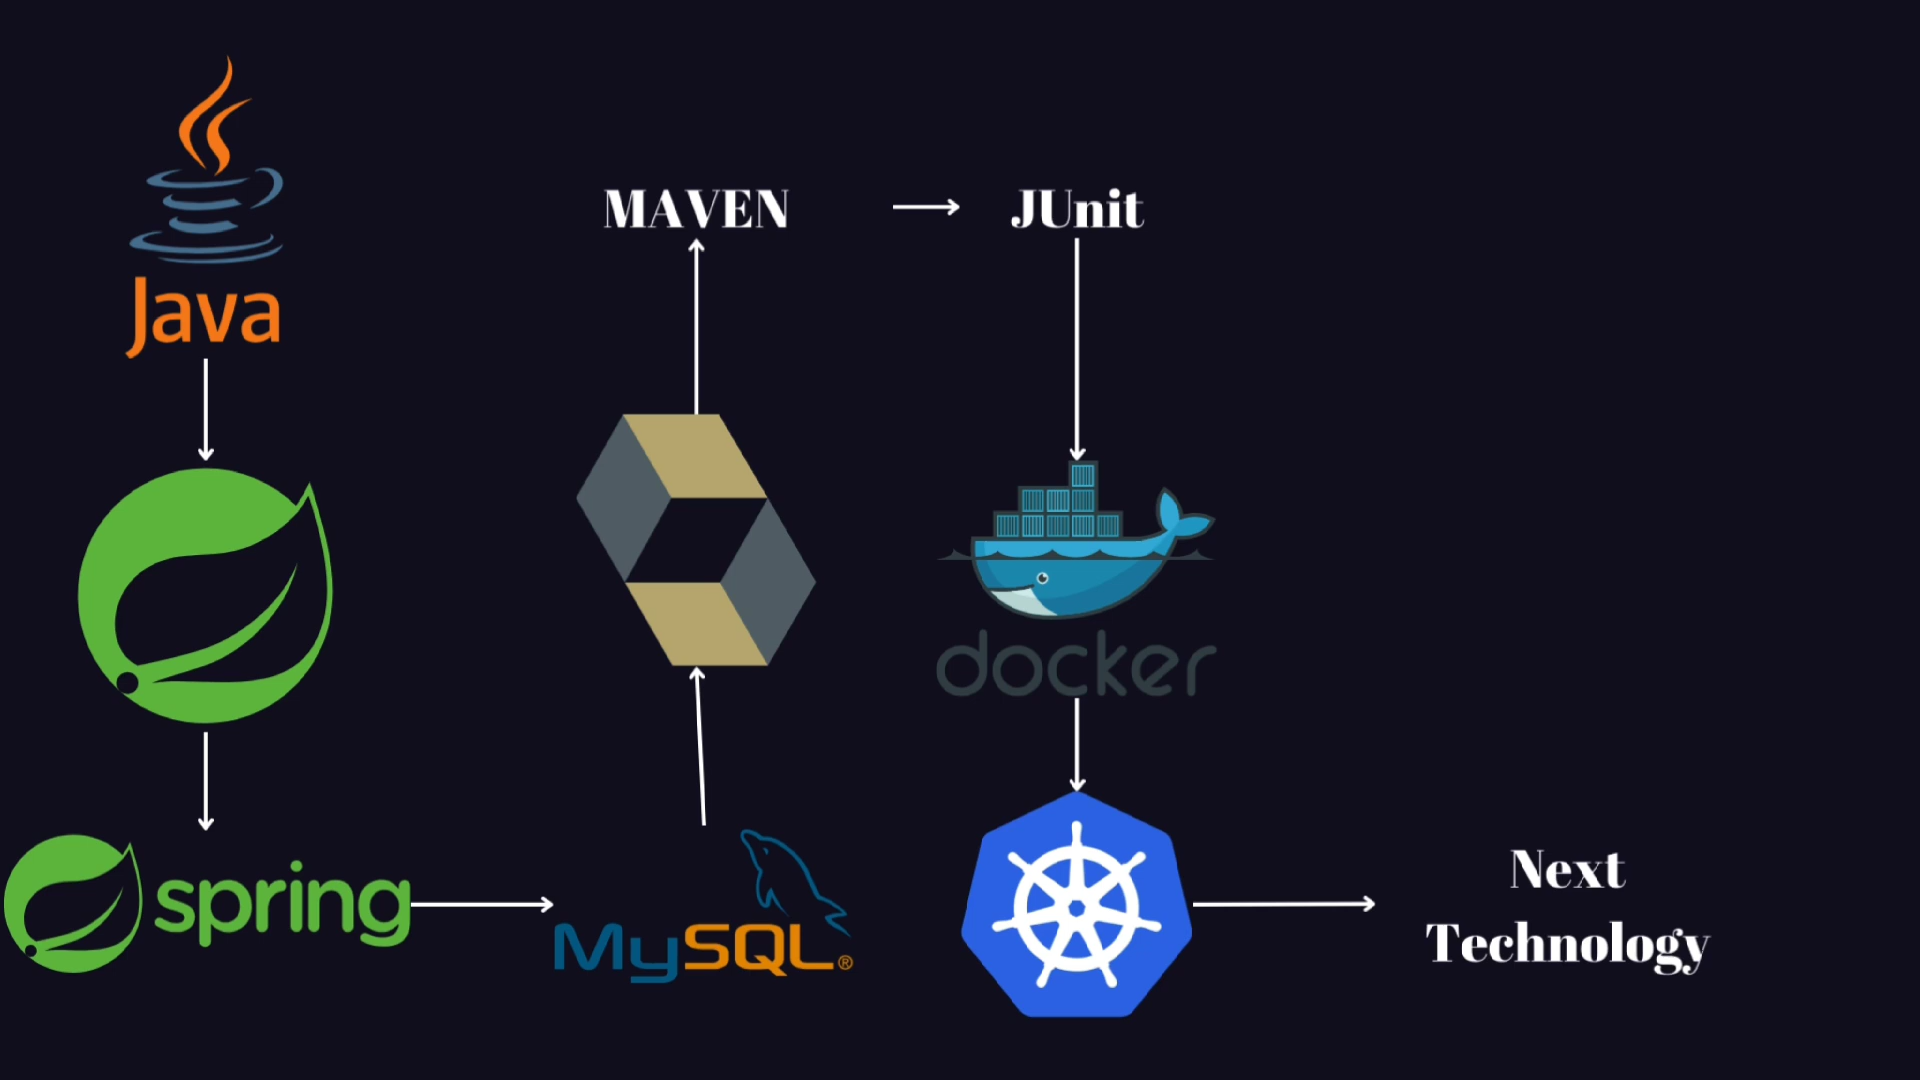 Java
spring
MySQL®
MAVEN
JUnit
docker
Next
Technology